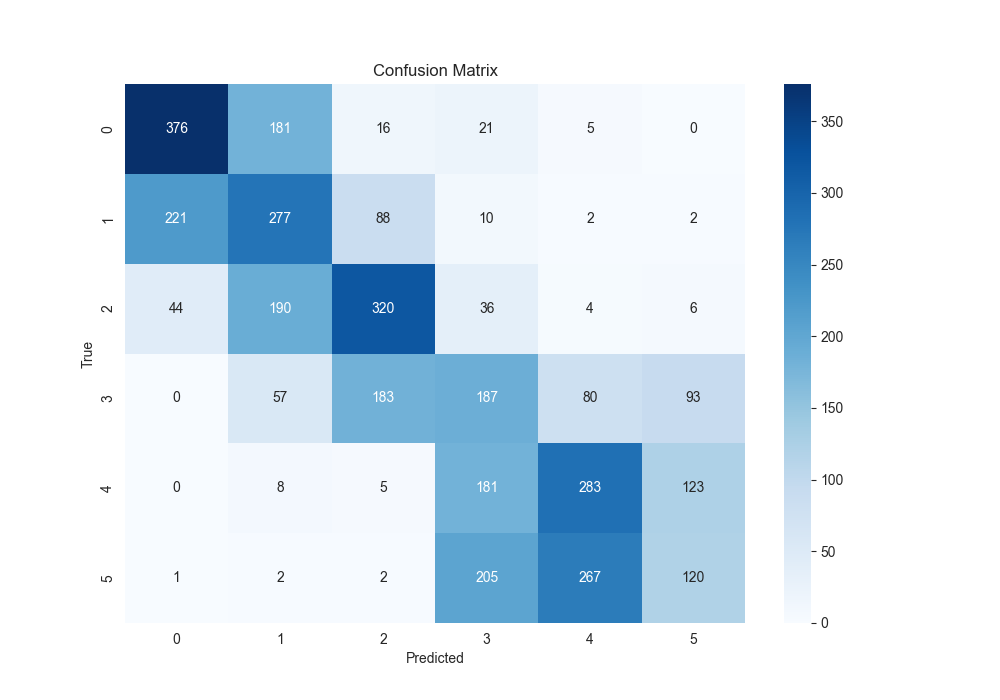 Confusion Matrix
0 376 181 16 21 5 0
1 221 277 88 10 2 2
2 44 190 320 36 4 6
True
3 0 57 183 187 80 93
4 0 8 5 181 283 123
5 1 2 2 205 267 120
0 1 2 3 4 5
Predicted
350
300
250
200
150
100
50
0